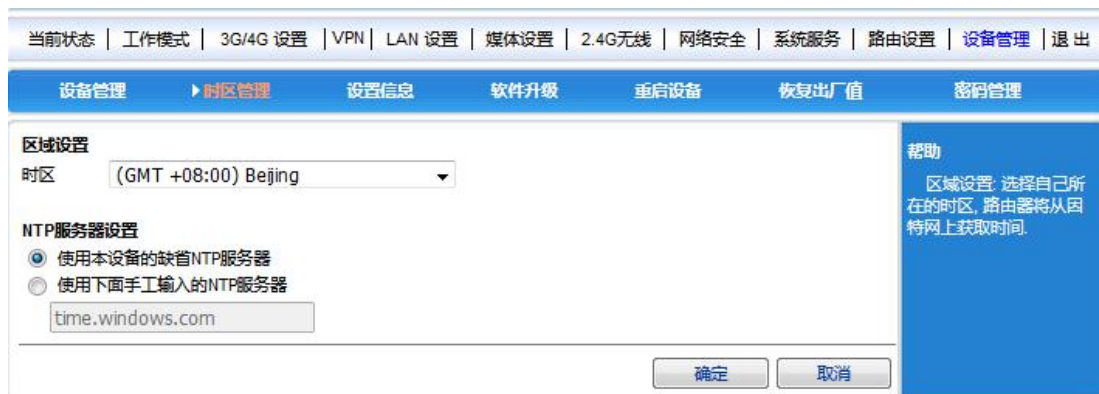 当前状态 | 工作模式 | 3G/4G 设置 | VPN | LAN 设置 | 媒体设置 | 2.4G无线 | 网络安全 | 系统服务 | 路由设置 | 设备管理 | 退 出
设备管理 时区管理 设置信息 软件升级 重启设备 恢复出厂值 密码管理
区域设置
时区 (GMT +08:00) Beijing
NTP服务器设置
使用本设备的缺省NTP服务器
使用下面手工输入的NTP服务器
time.windows.com
确定 取消
帮助
区域设置: 选择自己所
在的时区, 路由器将从因
特网上获取时间.